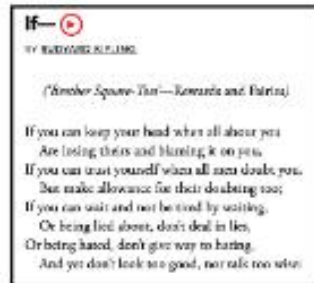 If—
BY RUDYARD KIPLING
('Brother Square-Toes'—Rewards and Fairies)
If you can keep your head when all about you
Are losing theirs and blaming it on you,
If you can trust yourself when all men doubt you,
But make allowance for their doubting too;
If you can wait and not be tired by waiting,
Or being lied about, don't deal in lies,
Or being hated, don't give way to hating,
And yet don't look too good, nor talk too wise: